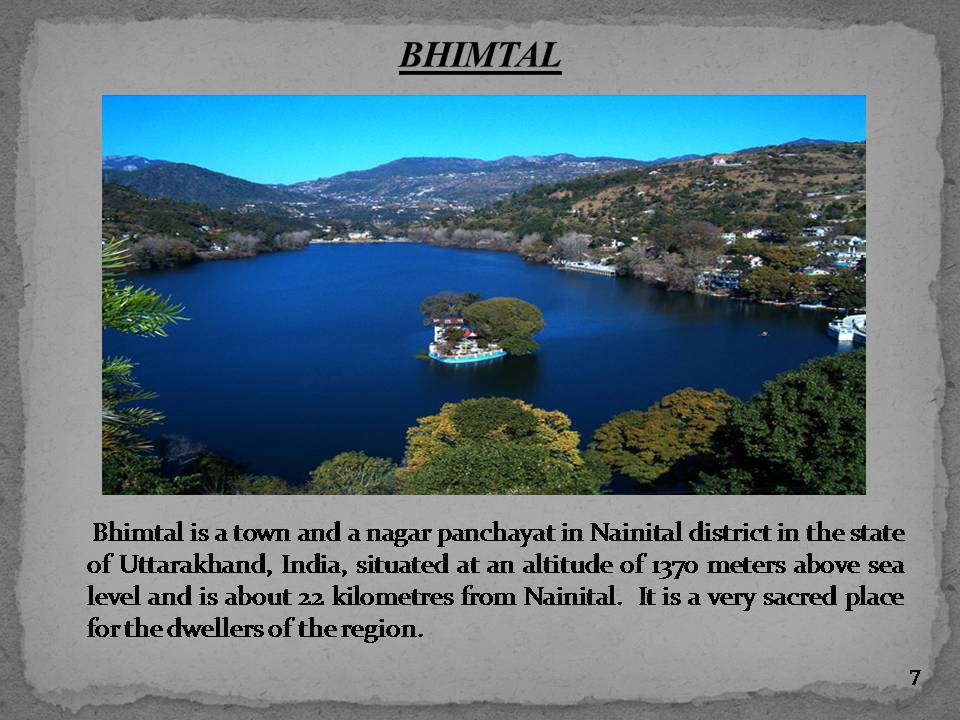 BHIMTAL
Bhimtal is a town and a nagar panchayat in Nainital district in the state
of Uttarakhand, India, situated at an altitude of 1370 meters above sea
level and is about 22 kilometres from Nainital. It is a very sacred place
for the dwellers of the region.
7